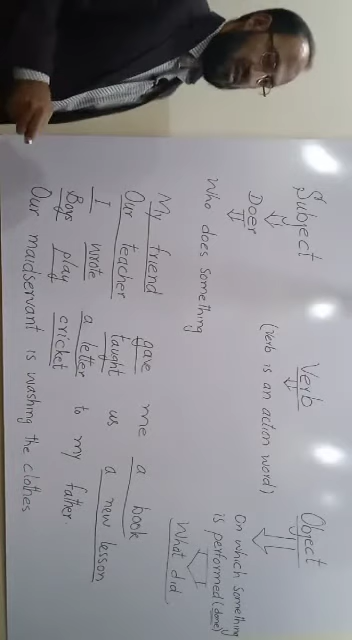 Subject Verb Object
Doer (Verb is an action word) On which something
is performed (done)
Who does something What did
My friend gave me a book
Our teacher taught us a new lesson
I wrote a letter to my father
Boys play cricket
Our maidservant is washing the clothes